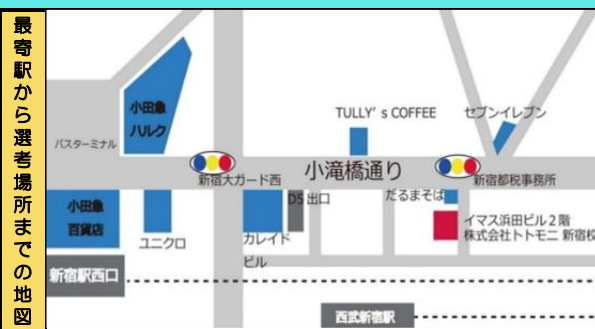 最寄駅から選考場所までの地図
小田急
ハルク
バスターミナル
TULLY's COFFEE
セブンイレブン
新宿大ガード西
小滝橋通り
新宿都税事務所
小田急
百貨店
ユニクロ
カレイド
ビル
D5 出口
だるまそば
イマス浜田ビル2階
株式会社トトモニ 新宿校
新宿駅西口
西武新宿駅